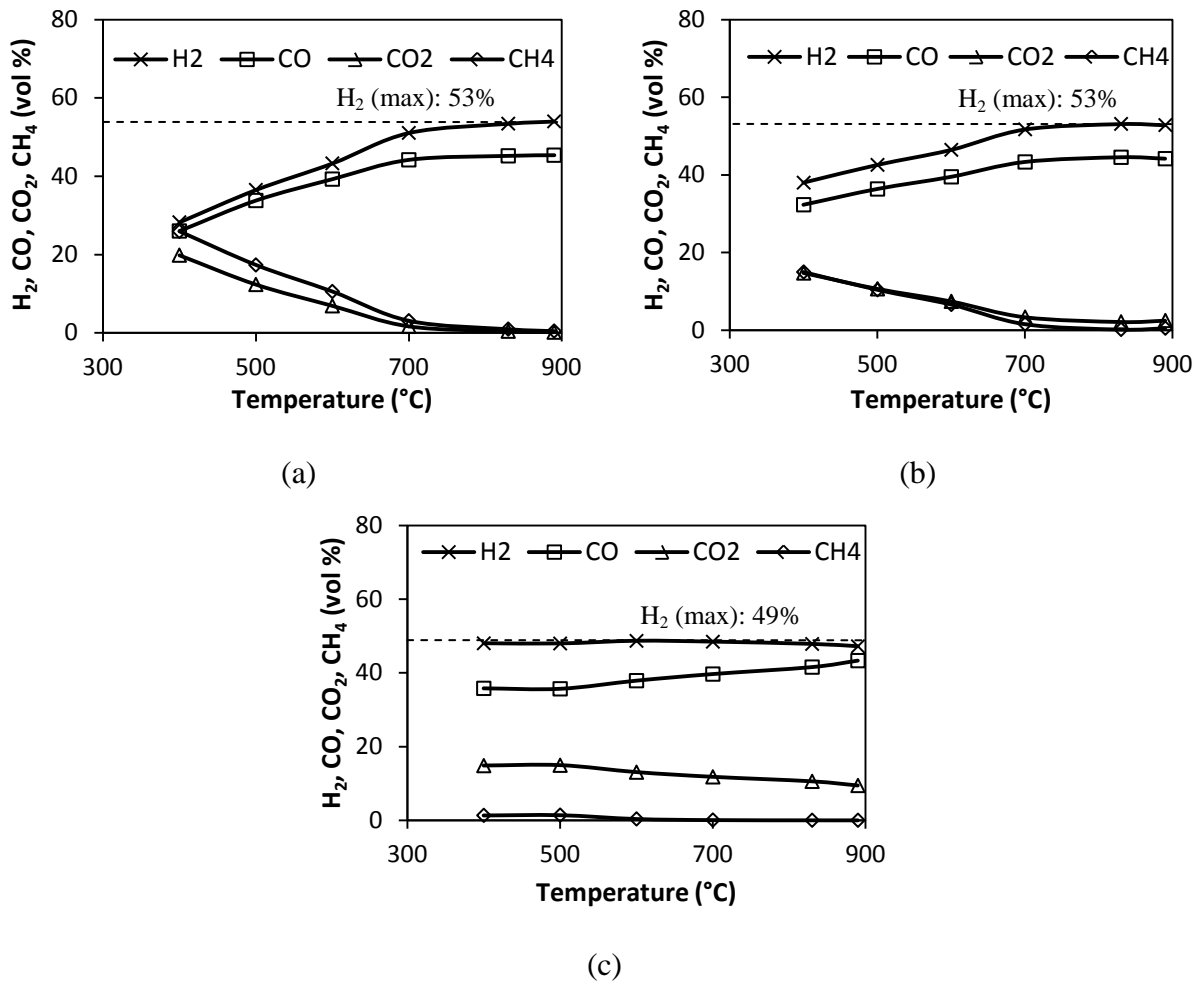 80
60
40
20
0
H₂, CO, CO₂, CH₄ (vol %)
H2 CO CO2 CH4
H₂ (max): 53%
300 500 700 900
Temperature (°C)
(a)
80
60
40
20
0
H₂, CO, CO₂, CH₄ (vol %)
H2 CO CO2 CH4
H₂ (max): 53%
300 500 700 900
Temperature (°C)
(b)
80
60
40
20
0
H₂, CO, CO₂, CH₄ (vol %)
H2 CO CO2 CH4
H₂ (max): 49%
300 500 700 900
Temperature (°C)
(c)